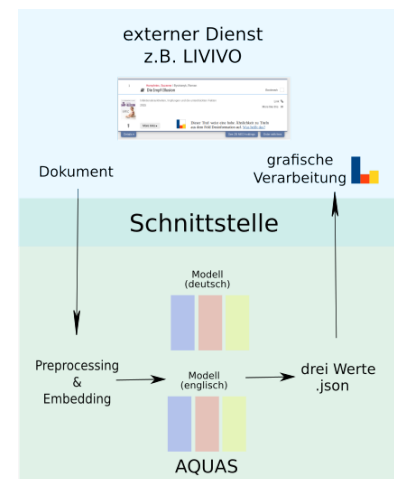 externer Dienst
z.B. LIVIVO
Dokument
grafische
Verarbeitung
Schnittstelle
Modell
(deutsch)
Preprocessing
&
Embedding
Modell
(englisch)
drei Werte
.json
AQUAS